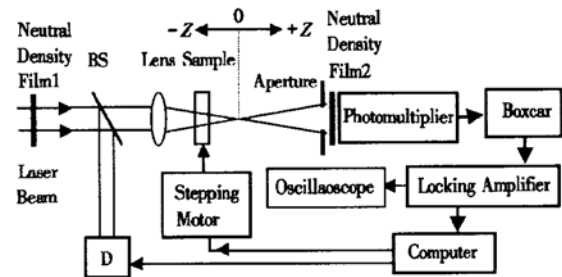 0
－Z
+Z
Neutral
Density
Film1
BS
Lens Sample
Aperture
Neutral
Density
Film2
Photomultiplier
Boxcar
Laser
Beam
Stepping
Motor
Oscillaoscope
Locking Amplifier
Computer
D